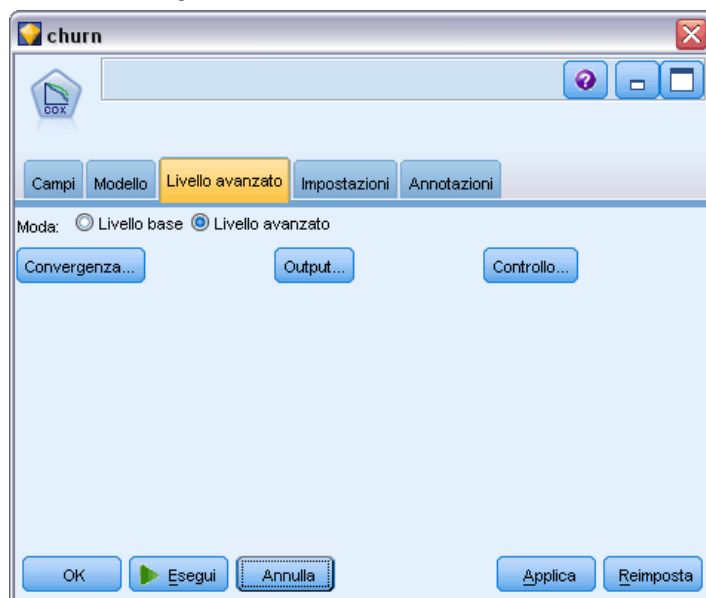 churn
COX
Campi Modello Livello avanzato Impostazioni Annotazioni
Moda: Livello base Livello avanzato
Convergenza... Output... Controllo...
OK Esegui Annulla Applica Reimposta